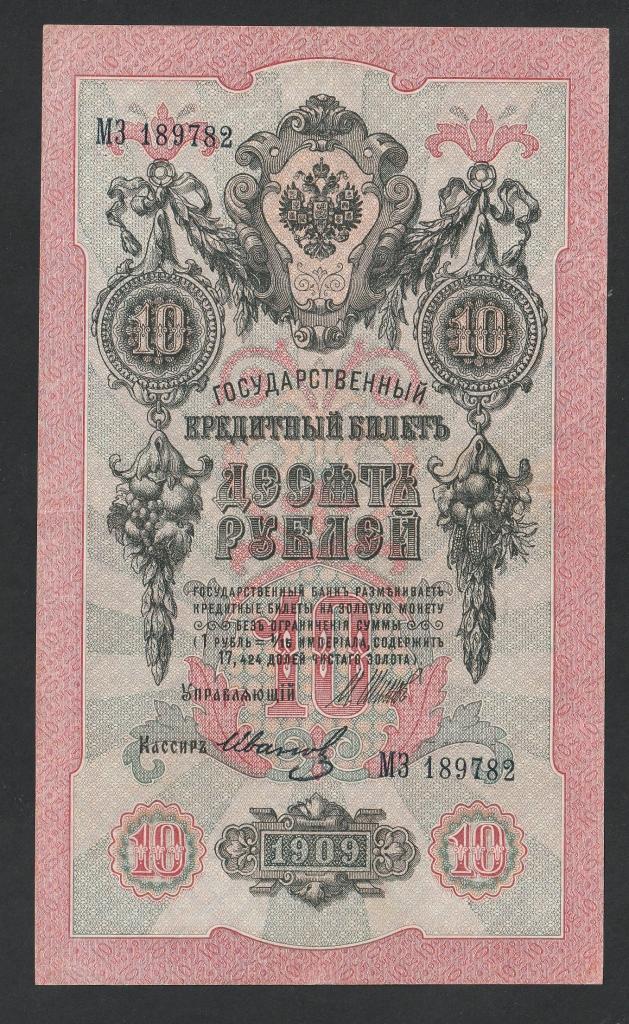 МЗ 189782
10 10
ГОСУДАРСТВЕННЫЙ
КРЕДИТНЫЙ БИЛЕТЪ
ДЕСЯТЬ
РУБЛЕЙ
ГОСУДАРСТВЕННЫЙ БАНКЪ РАЗМѢНИВАЕТЪ
КРЕДИТНЫЕ БИЛЕТЫ НА ЗОЛОТУЮ МОНЕТУ
БЕЗЪ ОГРАНИЧЕНІЯ СУММЫ
(1 РУБЛЬ = 1/15 ИМПЕРІАЛА, СОДЕРЖИТЪ
17,424 ДОЛЕЙ ЧИСТАГО ЗОЛОТА).
10
УПРАВЛЯЮЩІЙ
КАССИРЪ Ивановъ
МЗ 189782
10 1909 10